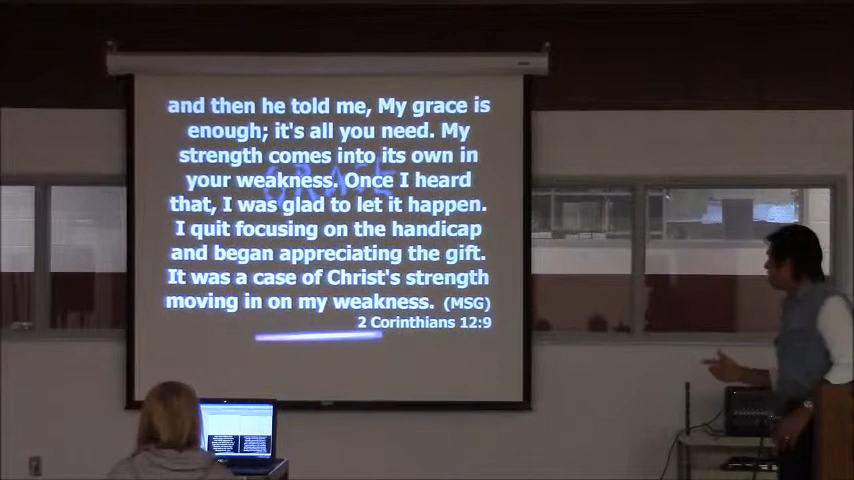 and then he told me, My grace is
enough; it's all you need. My
strength comes into its own in
your weakness. Once I heard
that, I was glad to let it happen.
I quit focusing on the handicap
and began appreciating the gift.
It was a case of Christ's strength
moving in on my weakness. (MSG)
2 Corinthians 12:9
GRACE